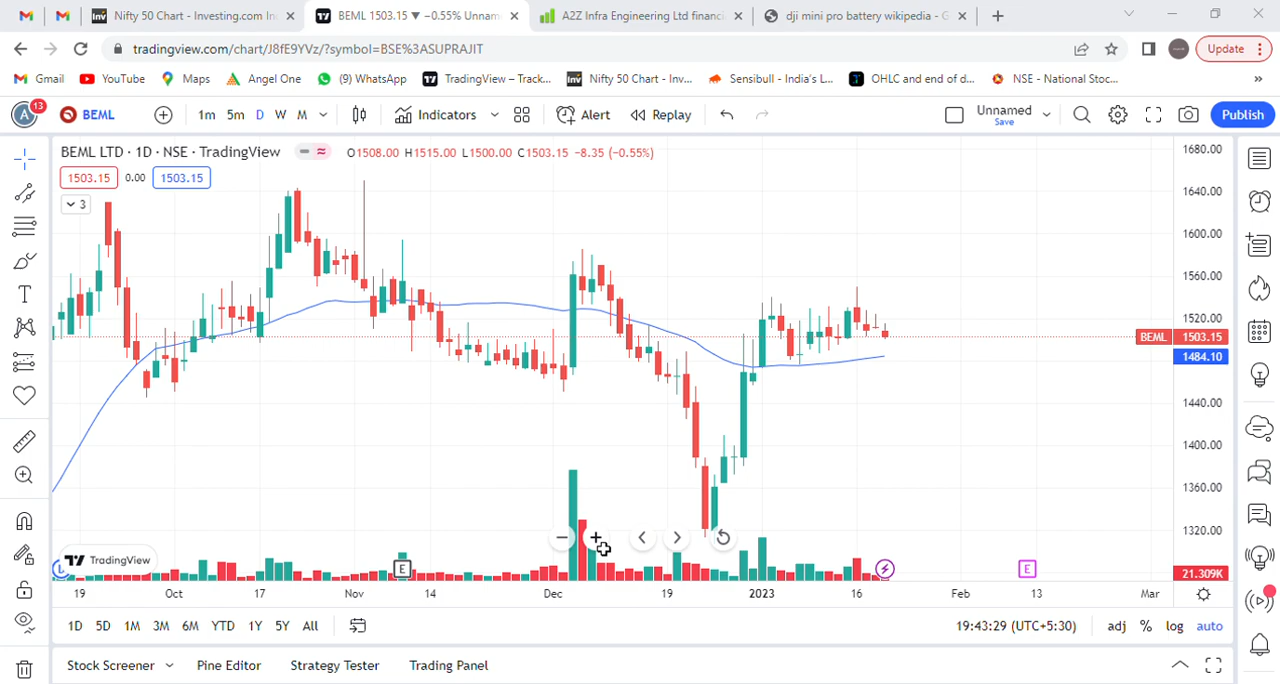 Nifty 50 Chart - Investing.com In
BEML 1503.15 ▼ −0.55% Unnam
A2Z Infra Engineering Ltd financi
dji mini pro battery wikipedia - G
tradingview.com/chart/J8fE9YVz/?symbol=BSE%3ASUPRAJIT
Update
Gmail
YouTube
Maps
Angel One
(9) WhatsApp
TradingView – Track...
Nifty 50 Chart - Inv...
Sensibull - India's L...
OHLC and end of d...
NSE - National Stoc...
A 13
BEML
1m 5m D W M
Indicators
Alert
Replay
Unnamed
Save
Publish
BEML LTD · 1D · NSE · TradingView
O1508.00 H1515.00 L1500.00 C1503.15 −8.35 (−0.55%)
1503.15 0.00 1503.15
3
1680.00
1640.00
1600.00
1560.00
1520.00
BEML 1503.15
1484.10
1440.00
1400.00
1360.00
1320.00
21.309K
TradingView
L
E
E
19 Oct 17 Nov 14 Dec 19 2023 16 Feb 13 Mar
1D 5D 1M 3M 6M YTD 1Y 5Y All
19:43:29 (UTC+5:30)
adj % log auto
Stock Screener
Pine Editor
Strategy Tester
Trading Panel